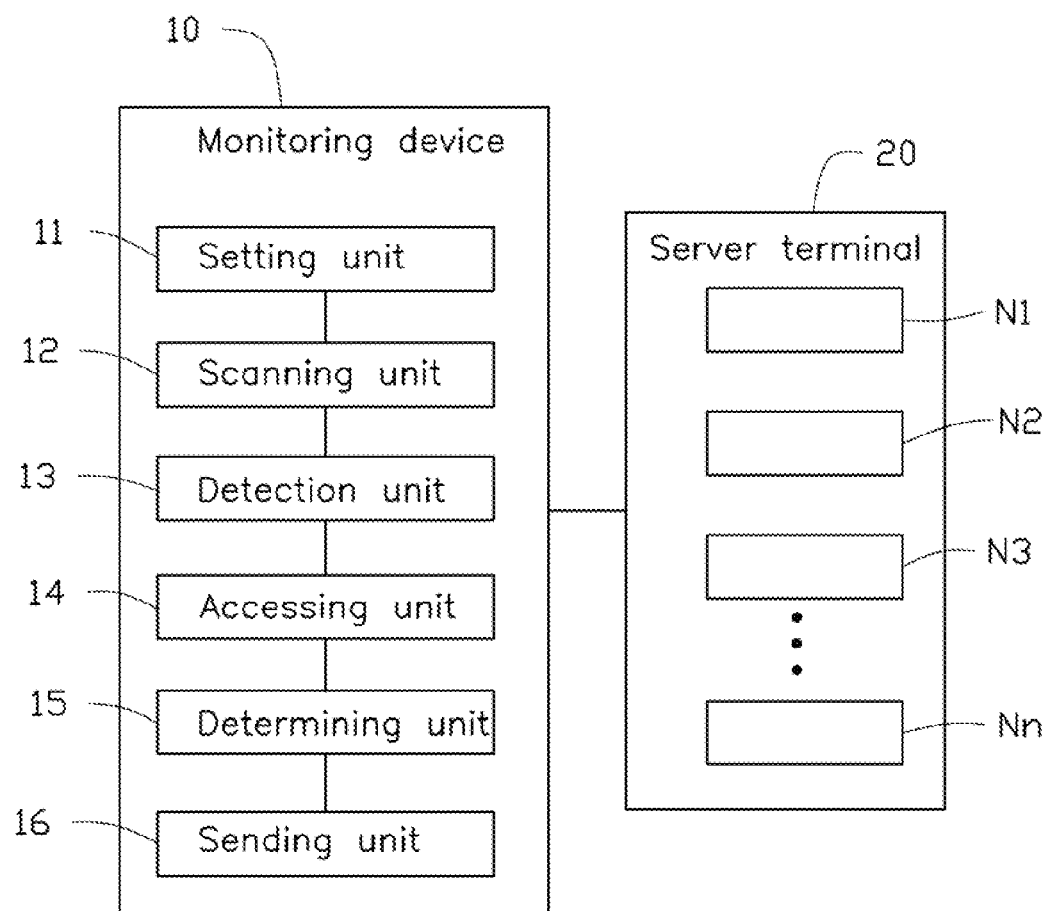 10
Monitoring device
11
Setting unit
12
Scanning unit
13
Detection unit
14
Accessing unit
15
Determining unit
16
Sending unit
20
Server terminal
N1
N2
N3
Nn